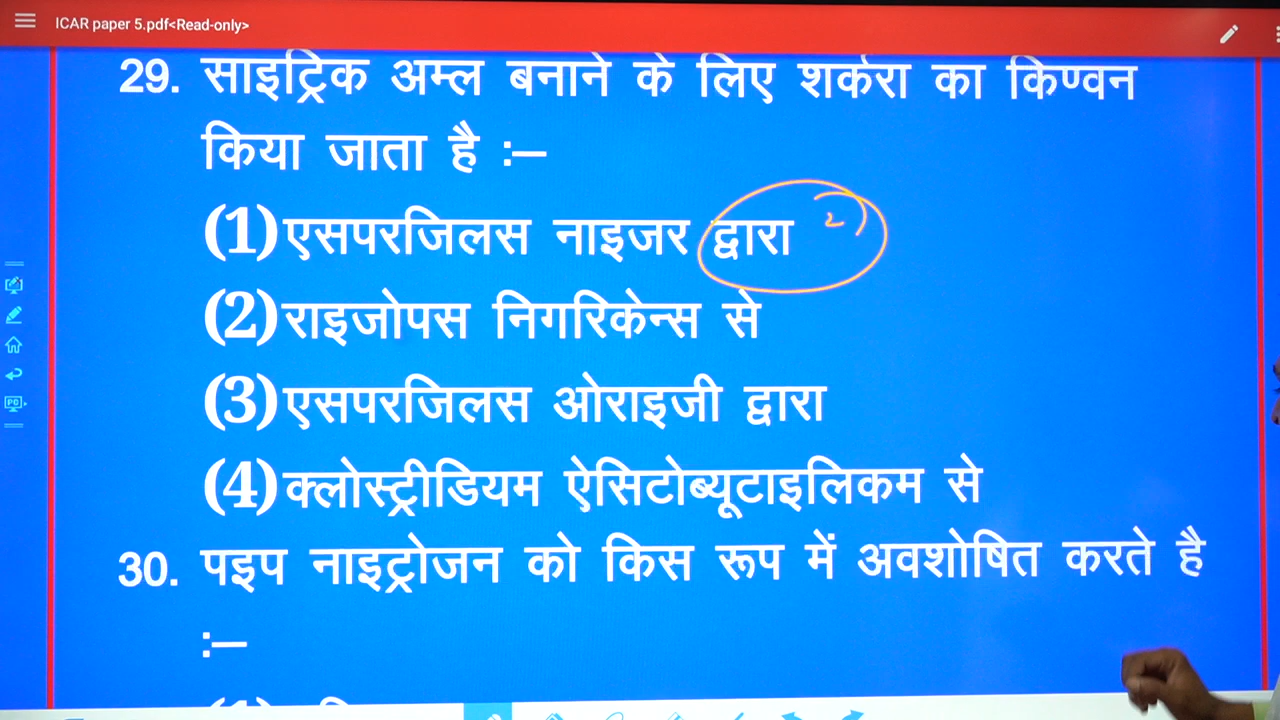 ICAR paper 5.pdf<Read-only>
29. साइट्रिक अम्ल बनाने के लिए शर्करा का किण्वन
किया जाता है :–
(1) एसपरजिलस नाइजर द्वारा 2)
(2) राइजोपस निगरिकेन्स से
(3) एसपरजिलस ओराइजी द्वारा
(4) क्लोस्ट्रीडियम ऐसिटोब्यूटाइलिकम से
30. पइप नाइट्रोजन को किस रूप में अवशोषित करते है
:–